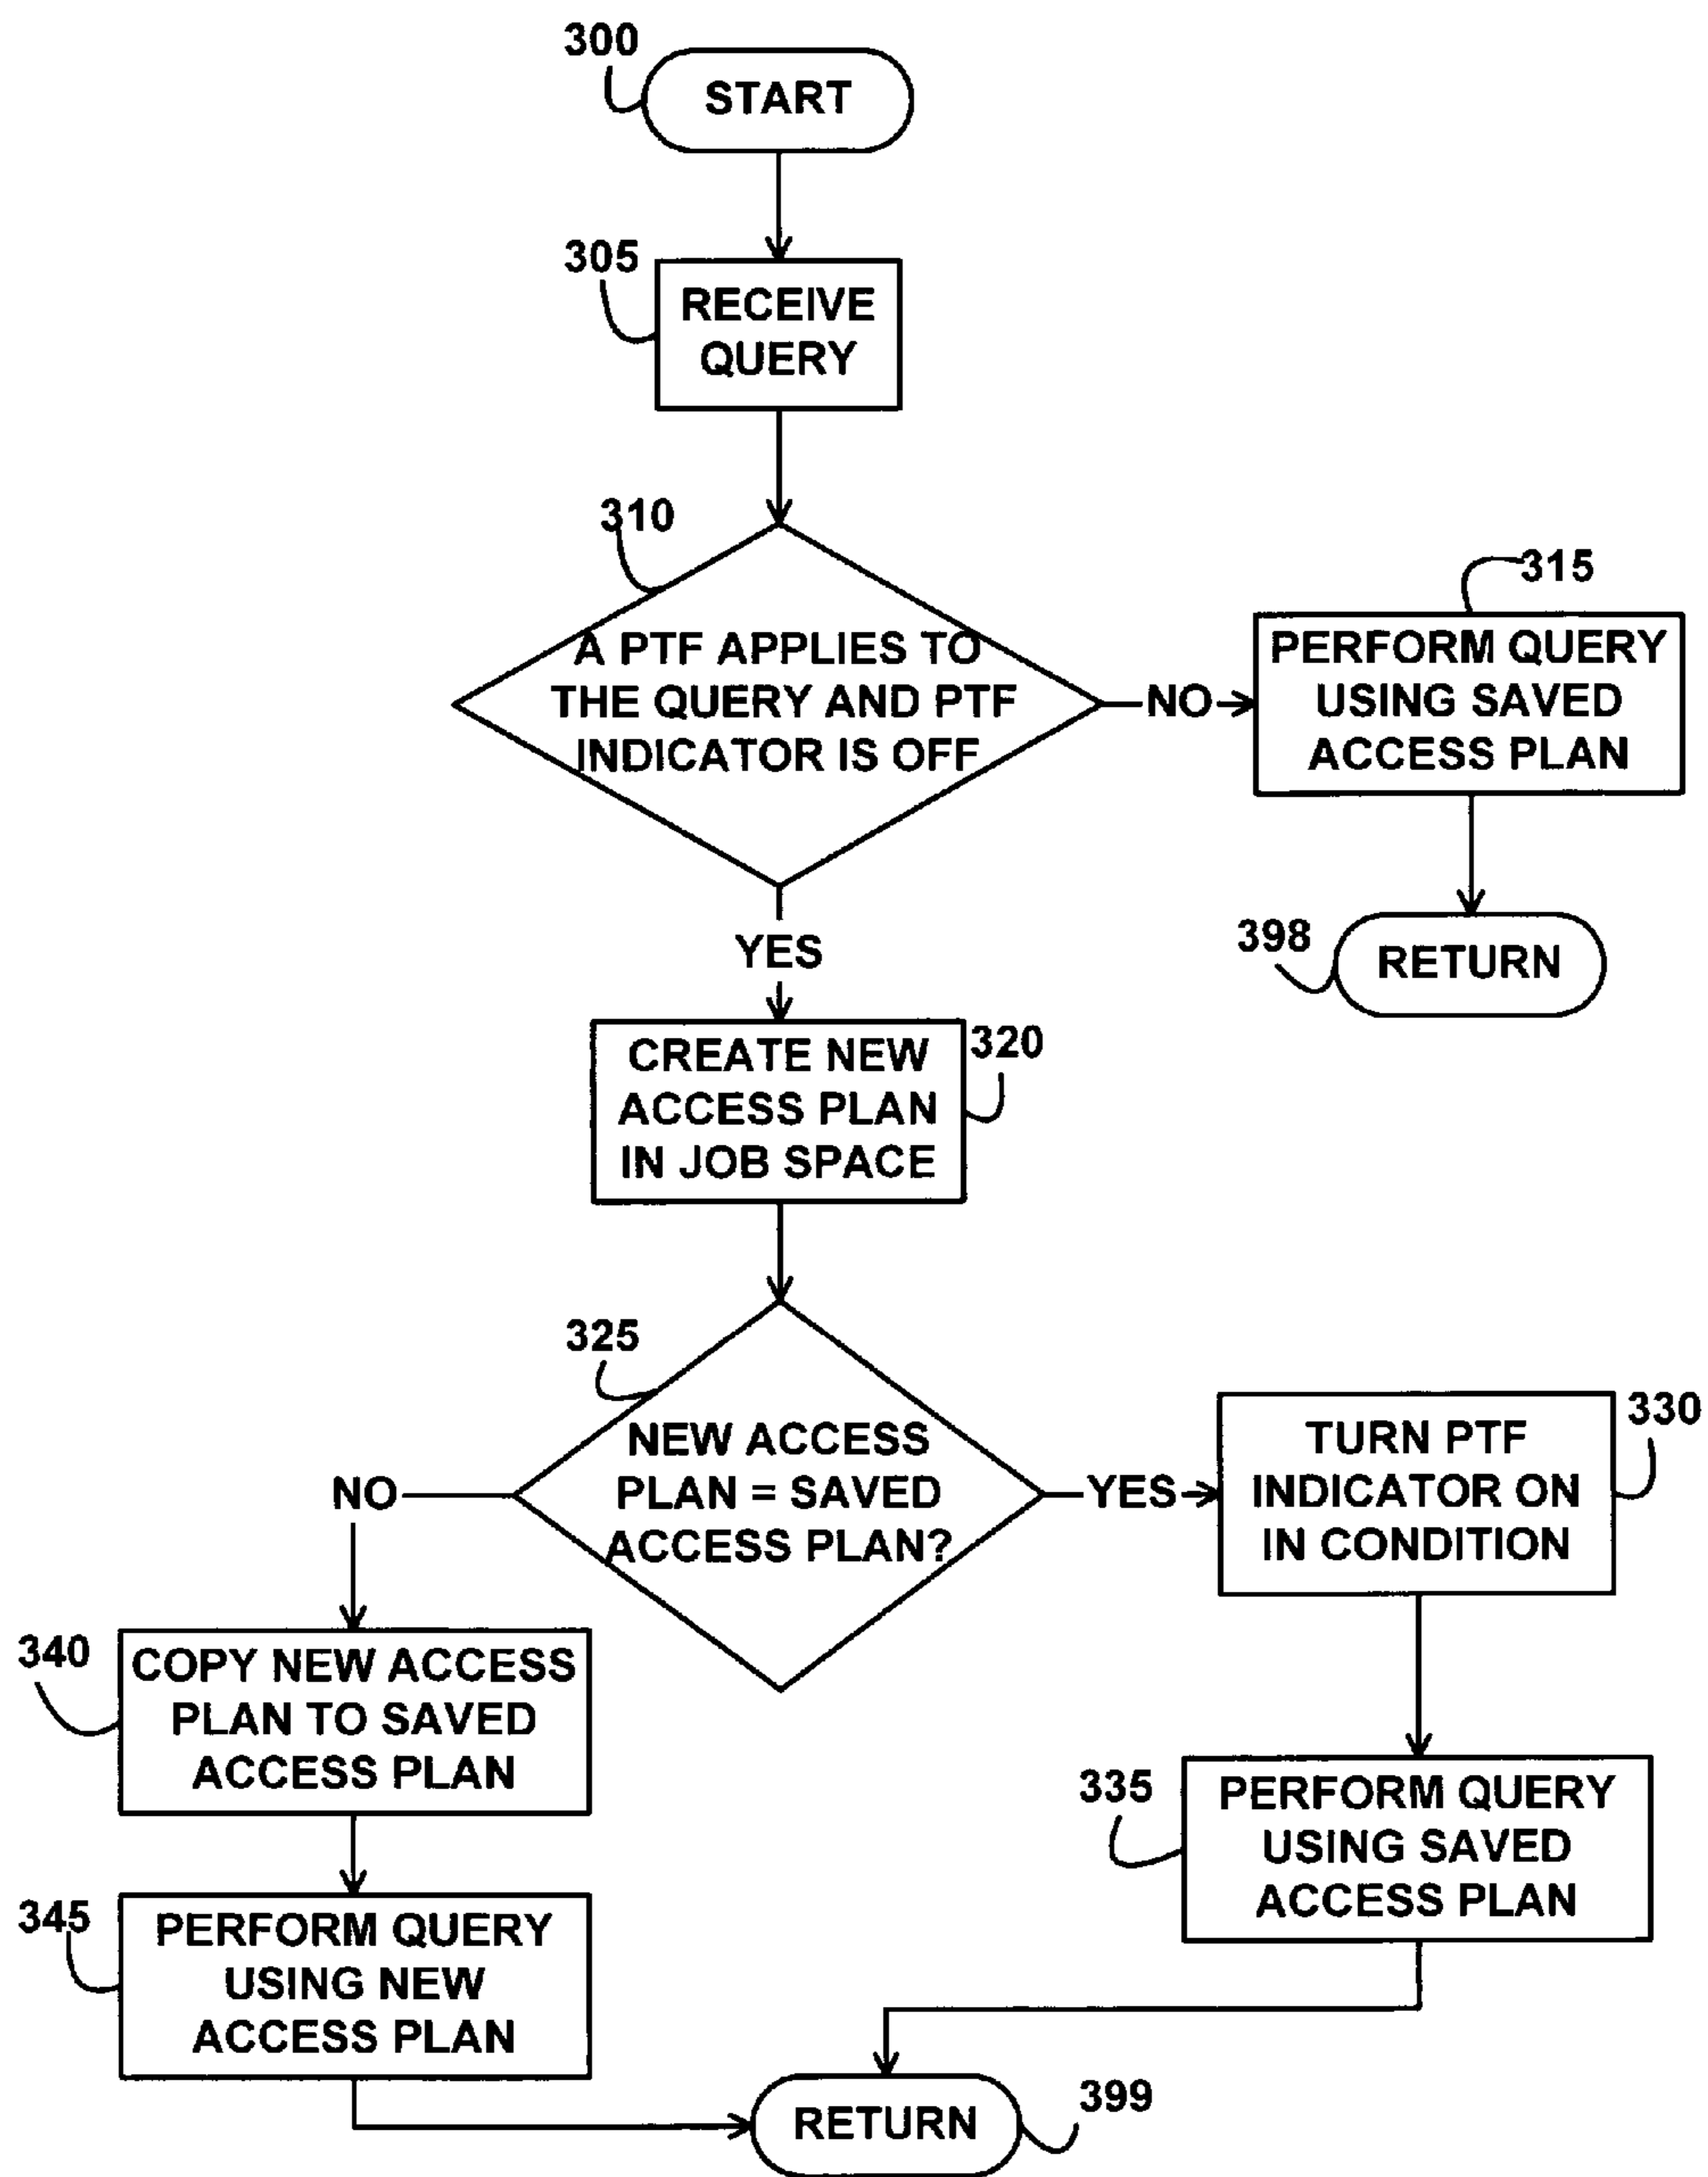 300
START
305
RECEIVE
QUERY
310
A PTF APPLIES TO
THE QUERY AND PTF
INDICATOR IS OFF
NO
315
PERFORM QUERY
USING SAVED
ACCESS PLAN
398
RETURN
YES
320
CREATE NEW
ACCESS PLAN
IN JOB SPACE
325
NEW ACCESS
PLAN = SAVED
ACCESS PLAN?
NO
YES
330
TURN PTF
INDICATOR ON
IN CONDITION
340
COPY NEW ACCESS
PLAN TO SAVED
ACCESS PLAN
335
PERFORM QUERY
USING SAVED
ACCESS PLAN
345
PERFORM QUERY
USING NEW
ACCESS PLAN
RETURN
399